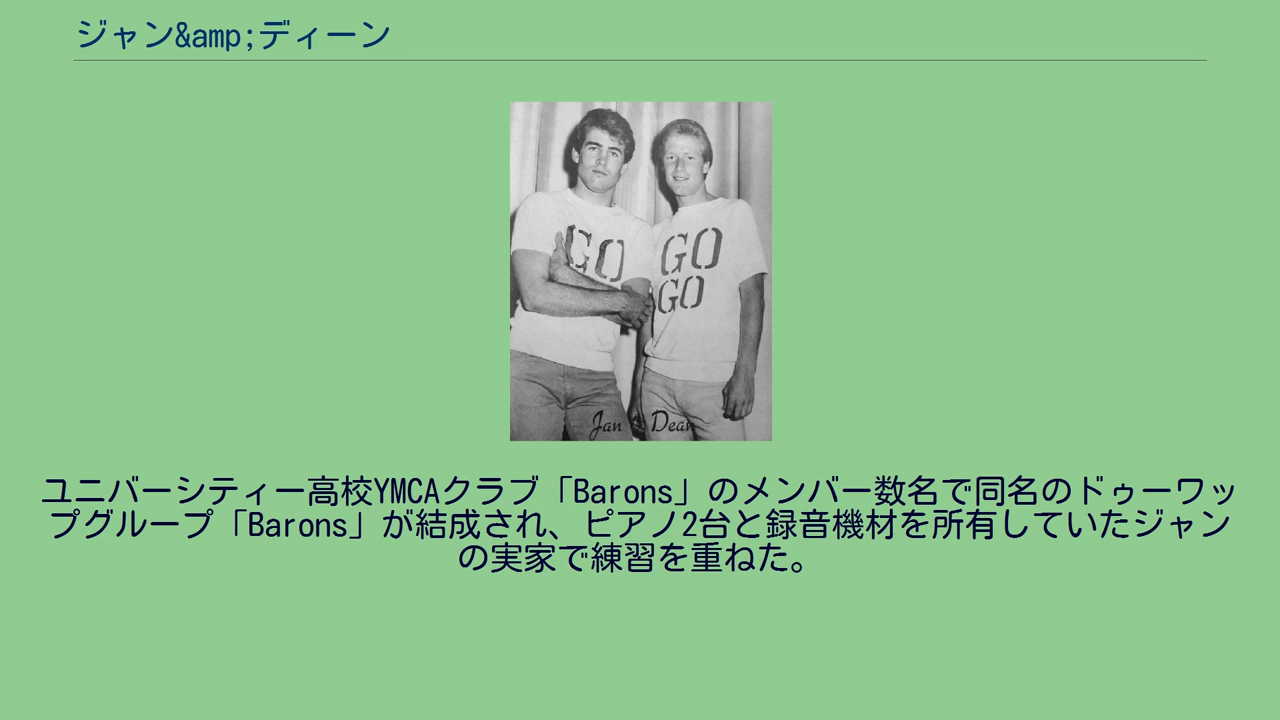 ジャン&amp;ディーン
GO GO
GO
Jan & Dean
ユニバーシティー高校YMCAクラブ「Barons」のメンバー数名で同名のドゥーワッ
プグループ「Barons」が結成され、ピアノ2台と録音機材を所有していたジャン
の実家で練習を重ねた。